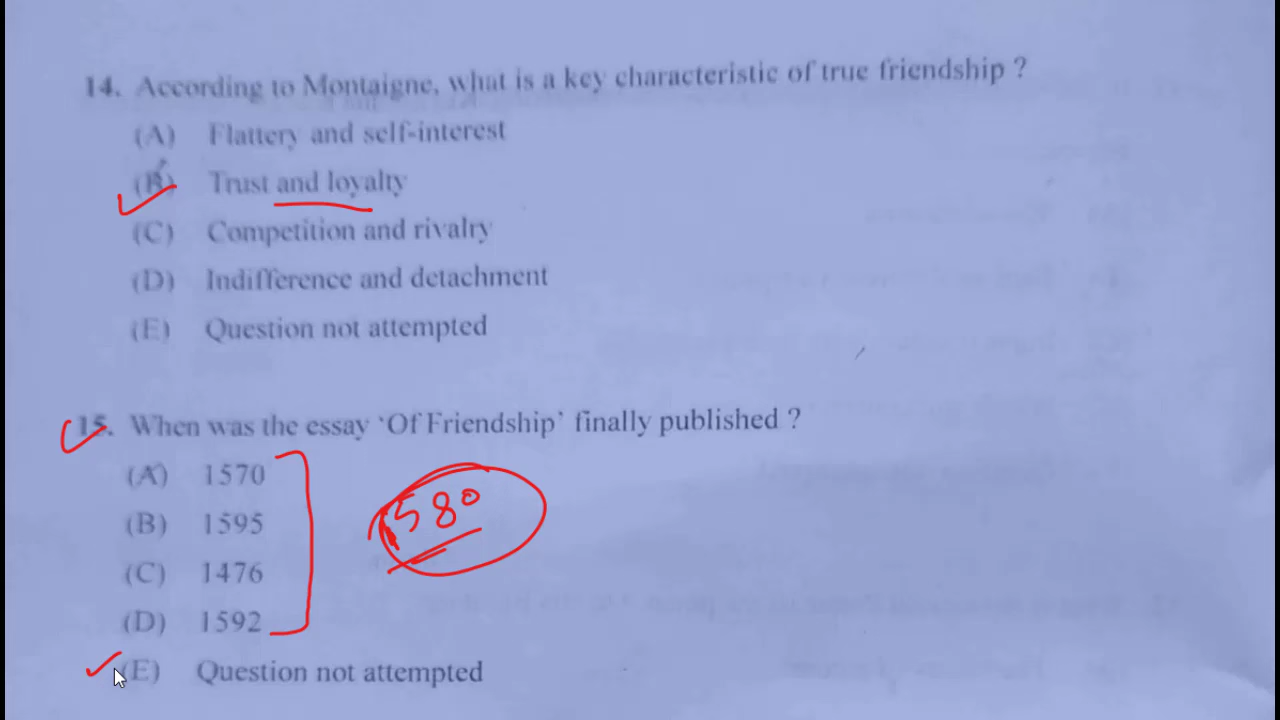 14. According to Montaigne, what is a key characteristic of true friendship ?
(A) Flattery and self-interest
(B) Trust and loyalty
(C) Competition and rivalry
(D) Indifference and detachment
(E) Question not attempted
15. When was the essay ‘Of Friendship’ finally published ?
(A) 1570
(B) 1595
(C) 1476
(D) 1592
1580
(E) Question not attempted